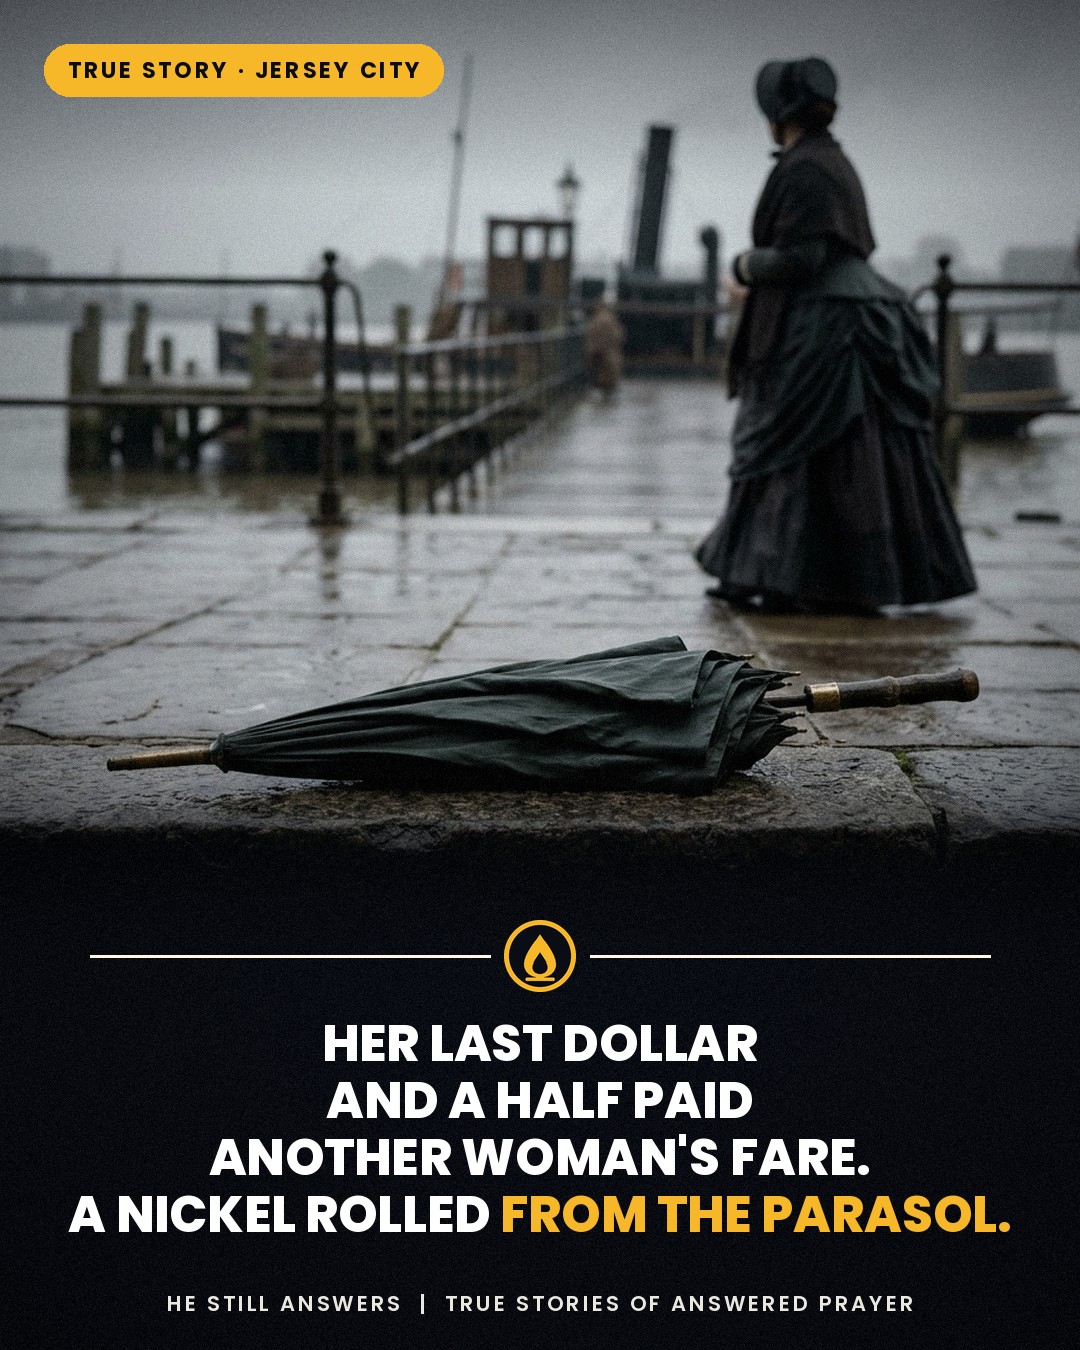 TRUE STORY · JERSEY CITY
HER LAST DOLLAR
AND A HALF PAID
ANOTHER WOMAN'S FARE.
A NICKEL ROLLED FROM THE PARASOL.
HE STILL ANSWERS | TRUE STORIES OF ANSWERED PRAYER